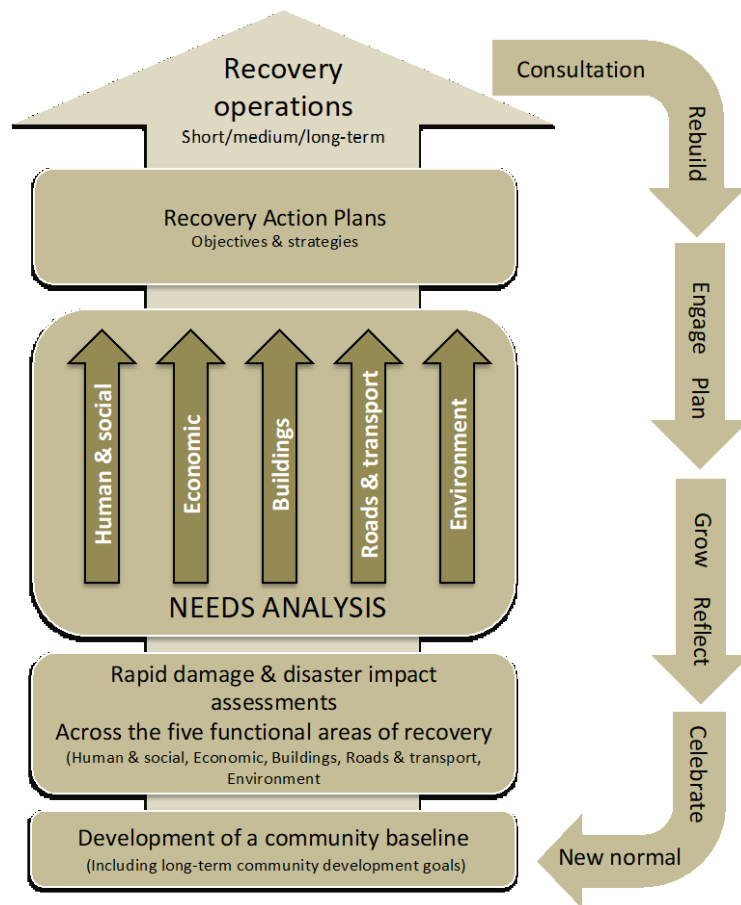 Recovery
operations
Short/medium/long-term
Recovery Action Plans
Objectives & strategies
Human & social
Economic
Buildings
Roads & transport
Environment
NEEDS ANALYSIS
Rapid damage & disaster impact
assessments
Across the five functional areas of recovery
(Human & social, Economic, Buildings, Roads & transport,
Environment
Development of a community baseline
(Including long-term community development goals)
Consultation
Rebuild
Engage Plan
Grow Reflect
Celebrate
New normal